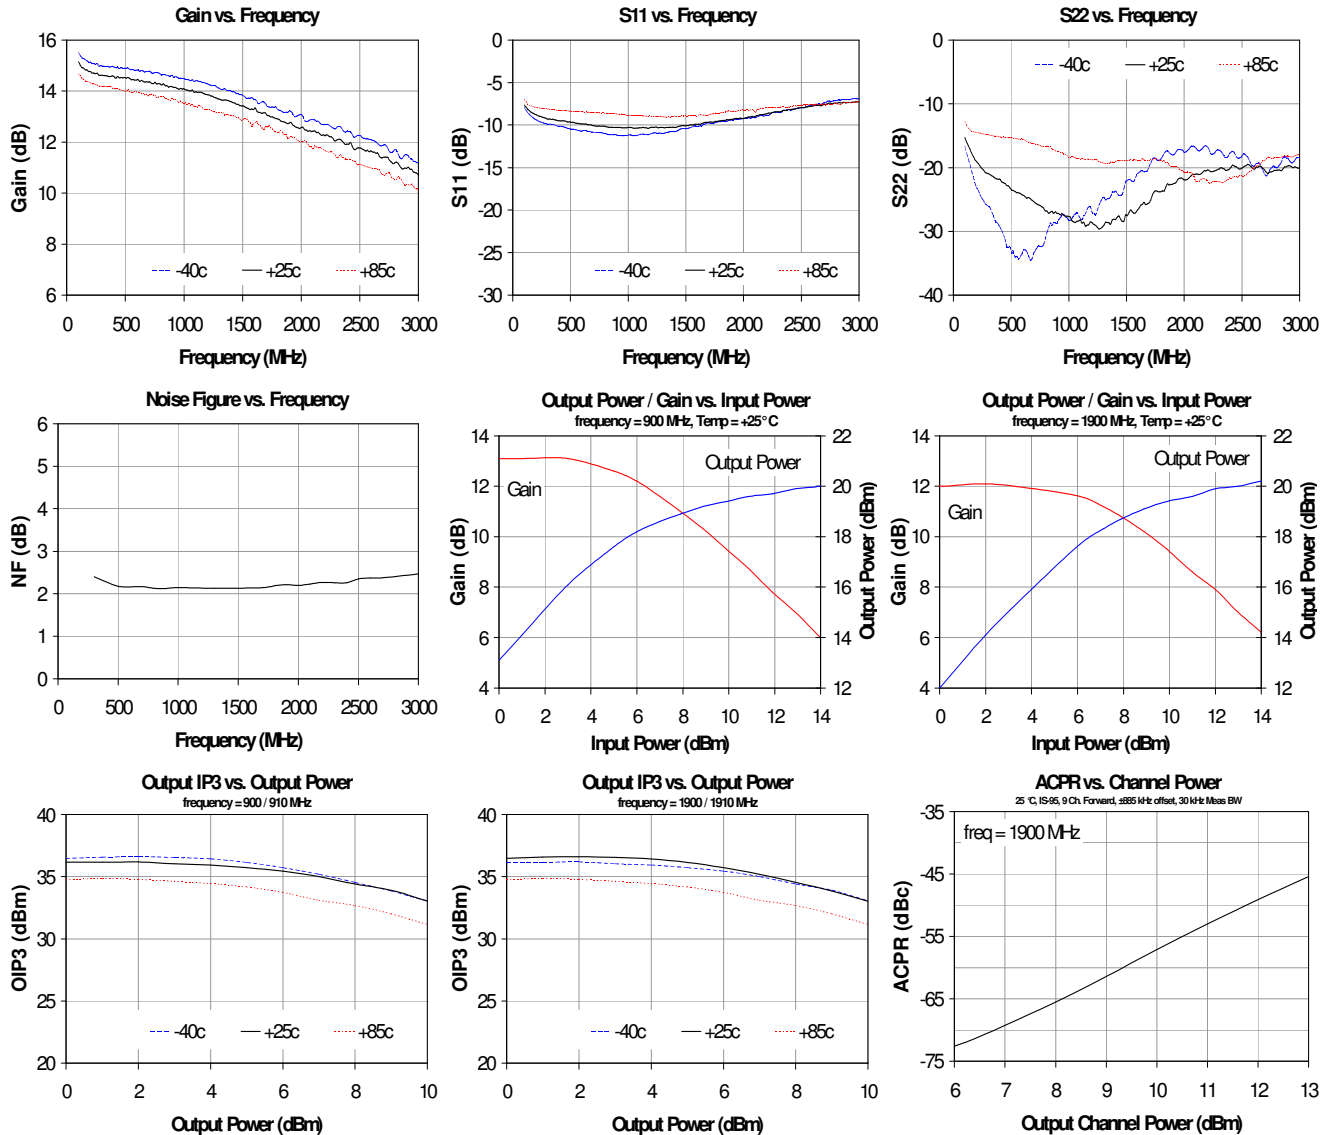 Gain vs. Frequency
16
14
12
10
8
6
Gain (dB)
-40c +25c +85c
0 500 1000 1500 2000 2500 3000
Frequency (MHz)
S11 vs. Frequency
0
-5
-10
-15
-20
-25
-30
S11 (dB)
-40c +25c +85c
0 500 1000 1500 2000 2500 3000
Frequency (MHz)
S22 vs. Frequency
0
-10
-20
-30
-40
S22 (dB)
-40c +25c +85c
0 500 1000 1500 2000 2500 3000
Frequency (MHz)
Noise Figure vs. Frequency
6
5
4
3
2
1
0
NF (dB)
0 500 1000 1500 2000 2500 3000
Frequency (MHz)
Output Power / Gain vs. Input Power
frequency = 900 MHz, Temp = +25° C
14
12
10
8
6
4
Gain (dB)
Output Power
Gain
22
20
18
16
14
12
Output Power (dBm)
0 2 4 6 8 10 12 14
Input Power (dBm)
Output Power / Gain vs. Input Power
frequency = 1900 MHz, Temp = +25° C
14
12
10
8
6
4
Gain (dB)
Output Power
Gain
22
20
18
16
14
12
Output Power (dBm)
0 2 4 6 8 10 12 14
Input Power (dBm)
Output IP3 vs. Output Power
frequency = 900 / 910 MHz
40
35
30
25
20
OIP3 (dBm)
-40c +25c +85c
0 2 4 6 8 10
Output Power (dBm)
Output IP3 vs. Output Power
frequency = 1900 / 1910 MHz
40
35
30
25
20
OIP3 (dBm)
-40c +25c +85c
0 2 4 6 8 10
Output Power (dBm)
ACPR vs. Channel Power
25 °C, IS-95, 9 Ch. Forward, ±885 kHz offset, 30 kHz Meas BW
-35
-45
-55
-65
-75
ACPR (dBc)
freq = 1900 MHz
6 7 8 9 10 11 12 13
Output Channel Power (dBm)